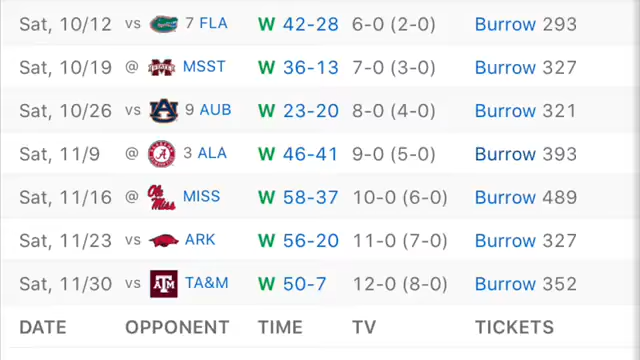 Sat, 10/12 vs 7 FLA W 42-28 6-0 (2-0) Burrow 293
Sat, 10/19 @ MSST W 36-13 7-0 (3-0) Burrow 327
Sat, 10/26 vs 9 AUB W 23-20 8-0 (4-0) Burrow 321
Sat, 11/9 @ 3 ALA W 46-41 9-0 (5-0) Burrow 393
Sat, 11/16 @ Ole Miss MISS W 58-37 10-0 (6-0) Burrow 489
Sat, 11/23 vs ARK W 56-20 11-0 (7-0) Burrow 327
Sat, 11/30 vs ATM TA&M W 50-7 12-0 (8-0) Burrow 352
DATE OPPONENT TIME TV TICKETS